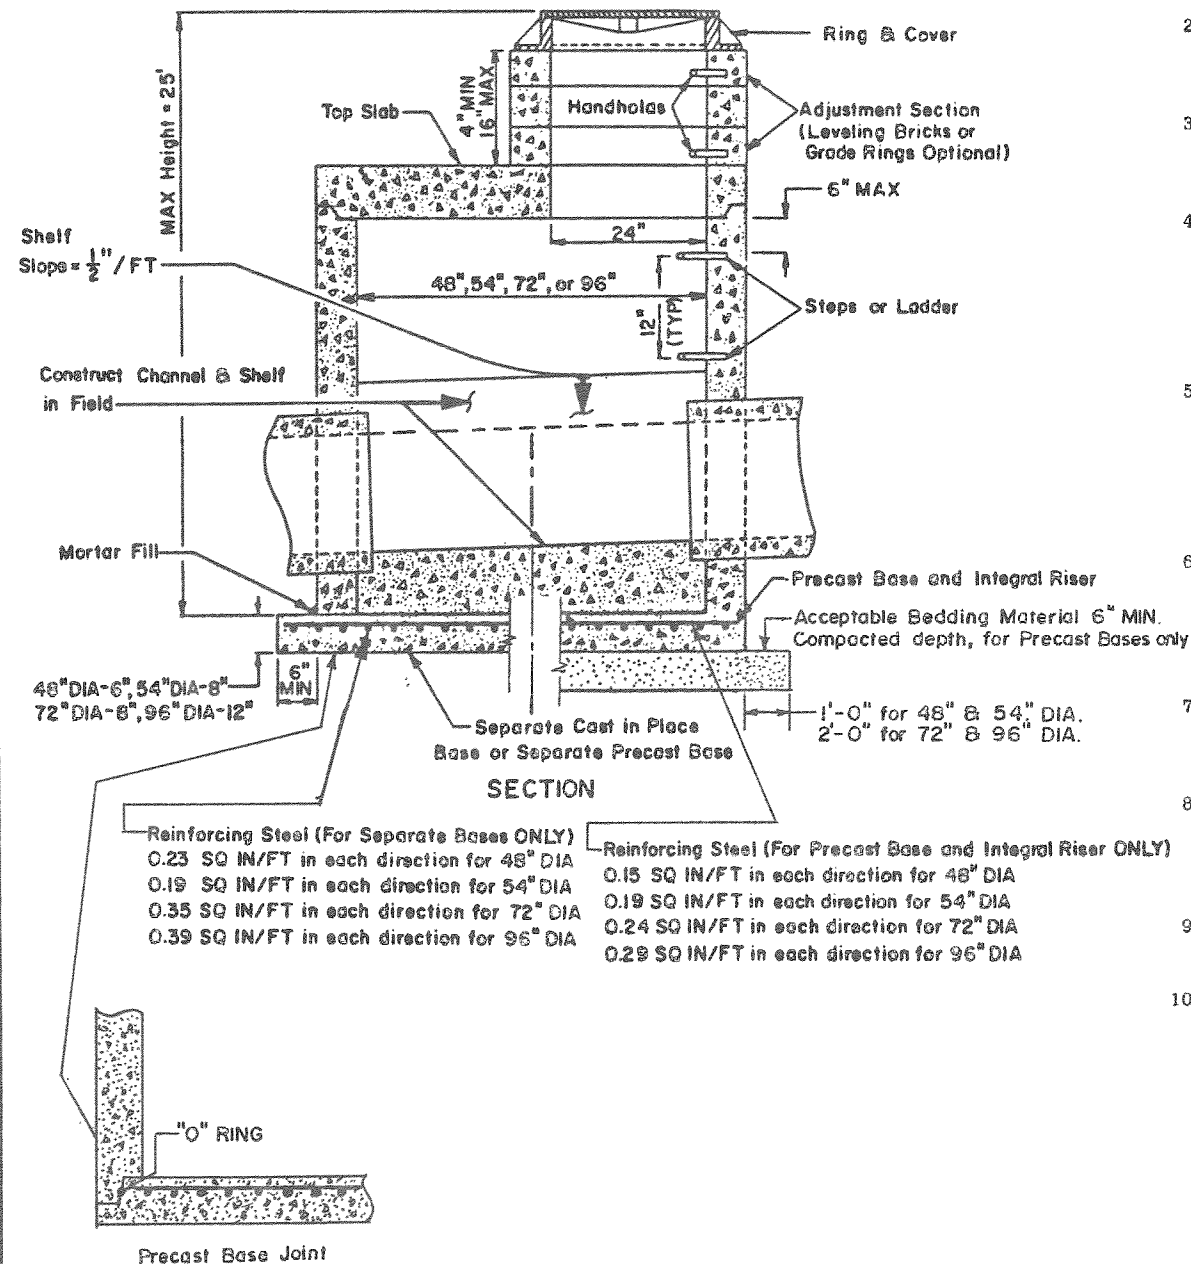 2
Ring & Cover
MAX Height = 25'
4" MIN
16" MAX
Top Slab
Handholes
Adjustment Section
(Leveling Bricks or
Grade Rings Optional)
3
6" MAX
4
24"
Shelf
Slope = 1/2"/FT
48", 54", 72", or 96"
12"
(TYP)
Steps or Ladder
Construct Channel & Shelf
in Field
5
Mortar Fill
6
Precast Base and Integral Riser
Acceptable Bedding Material 6" MIN.
Compacted depth, for Precast Bases only
6"
MIN
48"DIA-6", 54"DIA-8"
72"DIA-8", 96"DIA-12"
7
1'-0" for 48" & 54" DIA.
2'-0" for 72" & 96" DIA.
Separate Cast in Place
Base or Separate Precast Base
SECTION
8
Reinforcing Steel (For Separate Bases ONLY)
0.23 SQ IN/FT in each direction for 48" DIA
0.19 SQ IN/FT in each direction for 54" DIA
0.35 SQ IN/FT in each direction for 72" DIA
0.39 SQ IN/FT in each direction for 96" DIA
Reinforcing Steel (For Precast Base and Integral Riser ONLY)
0.15 SQ IN/FT in each direction for 48" DIA
0.19 SQ IN/FT in each direction for 54" DIA
0.24 SQ IN/FT in each direction for 72" DIA
0.29 SQ IN/FT in each direction for 96" DIA
9
10
"O" RING
Precast Base Joint